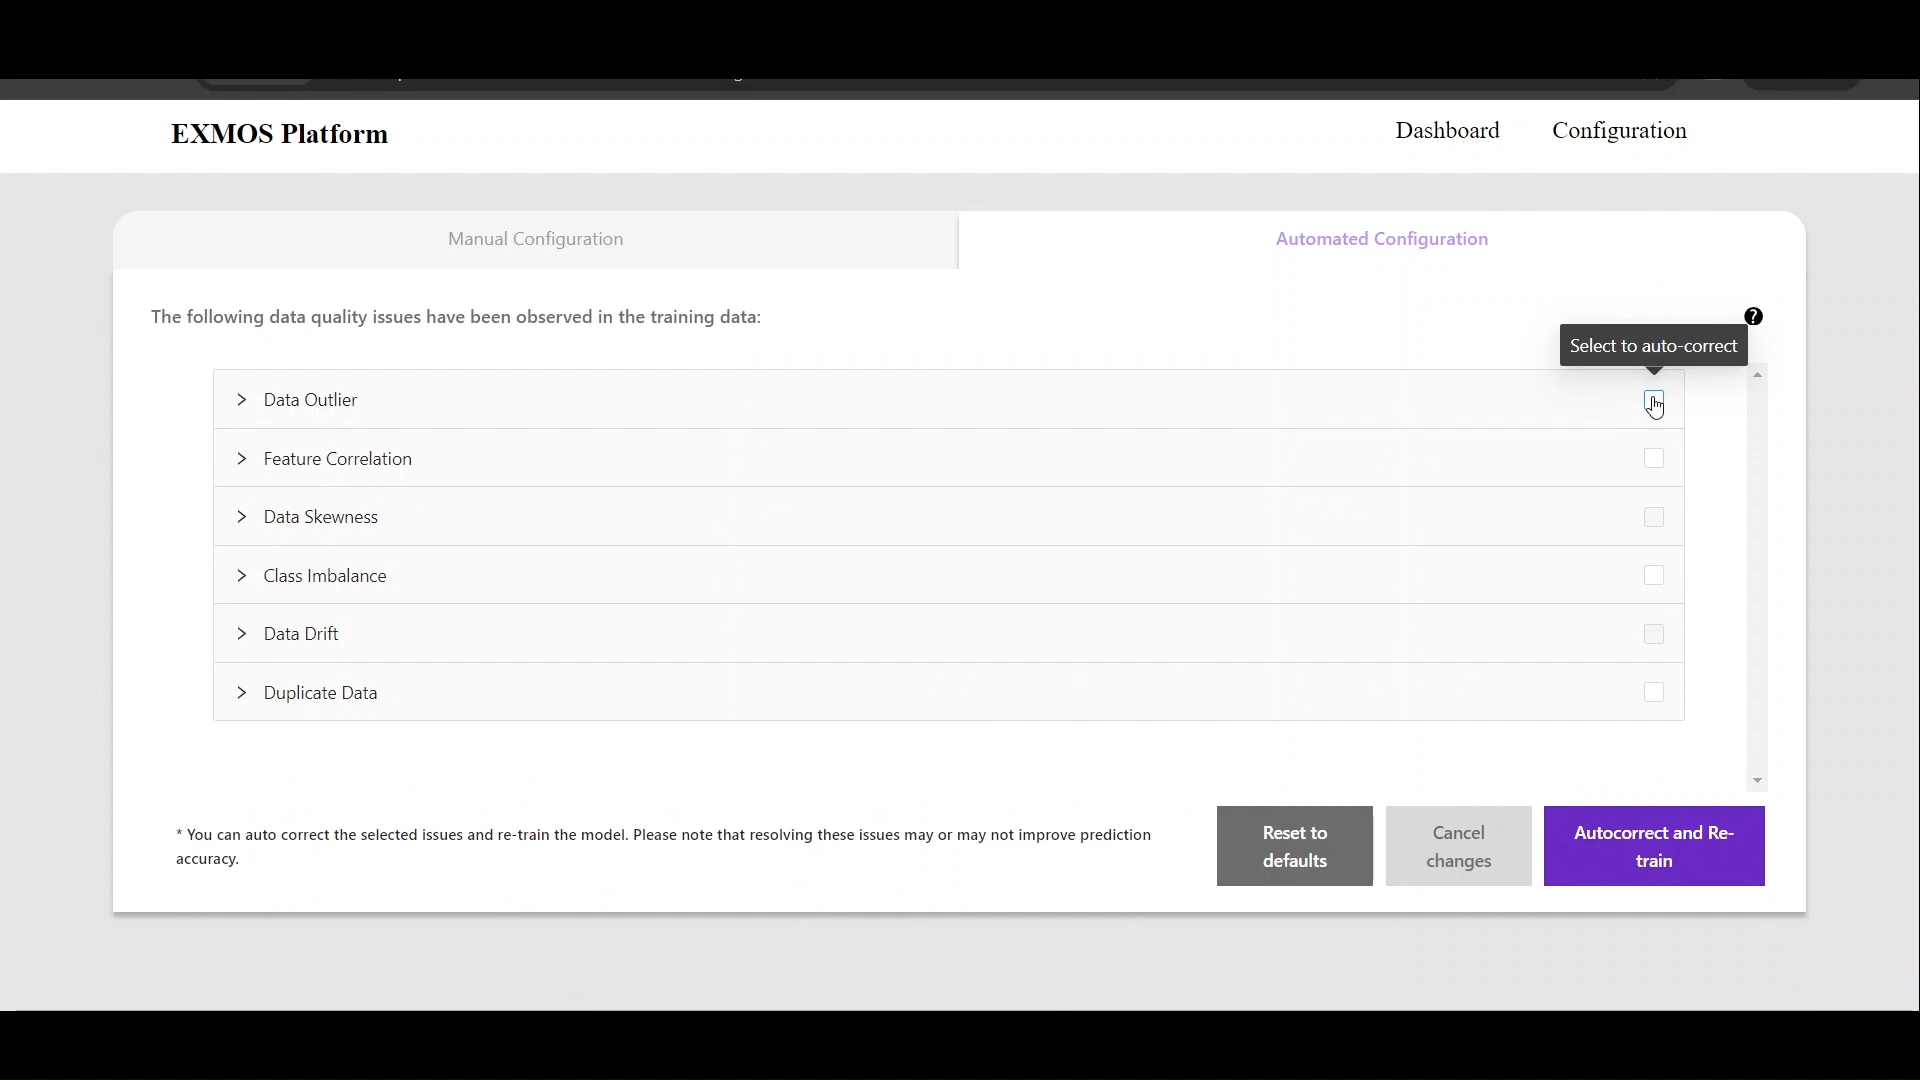 EXMOS Platform
Dashboard
Configuration
Manual Configuration
Automated Configuration
The following data quality issues have been observed in the training data:
?
Select to auto-correct
Data Outlier
Feature Correlation
Data Skewness
Class Imbalance
Data Drift
Duplicate Data
* You can auto correct the selected issues and re-train the model. Please note that resolving these issues may or may not improve prediction
accuracy.
Reset to
defaults
Cancel
changes
Autocorrect and Re-
train